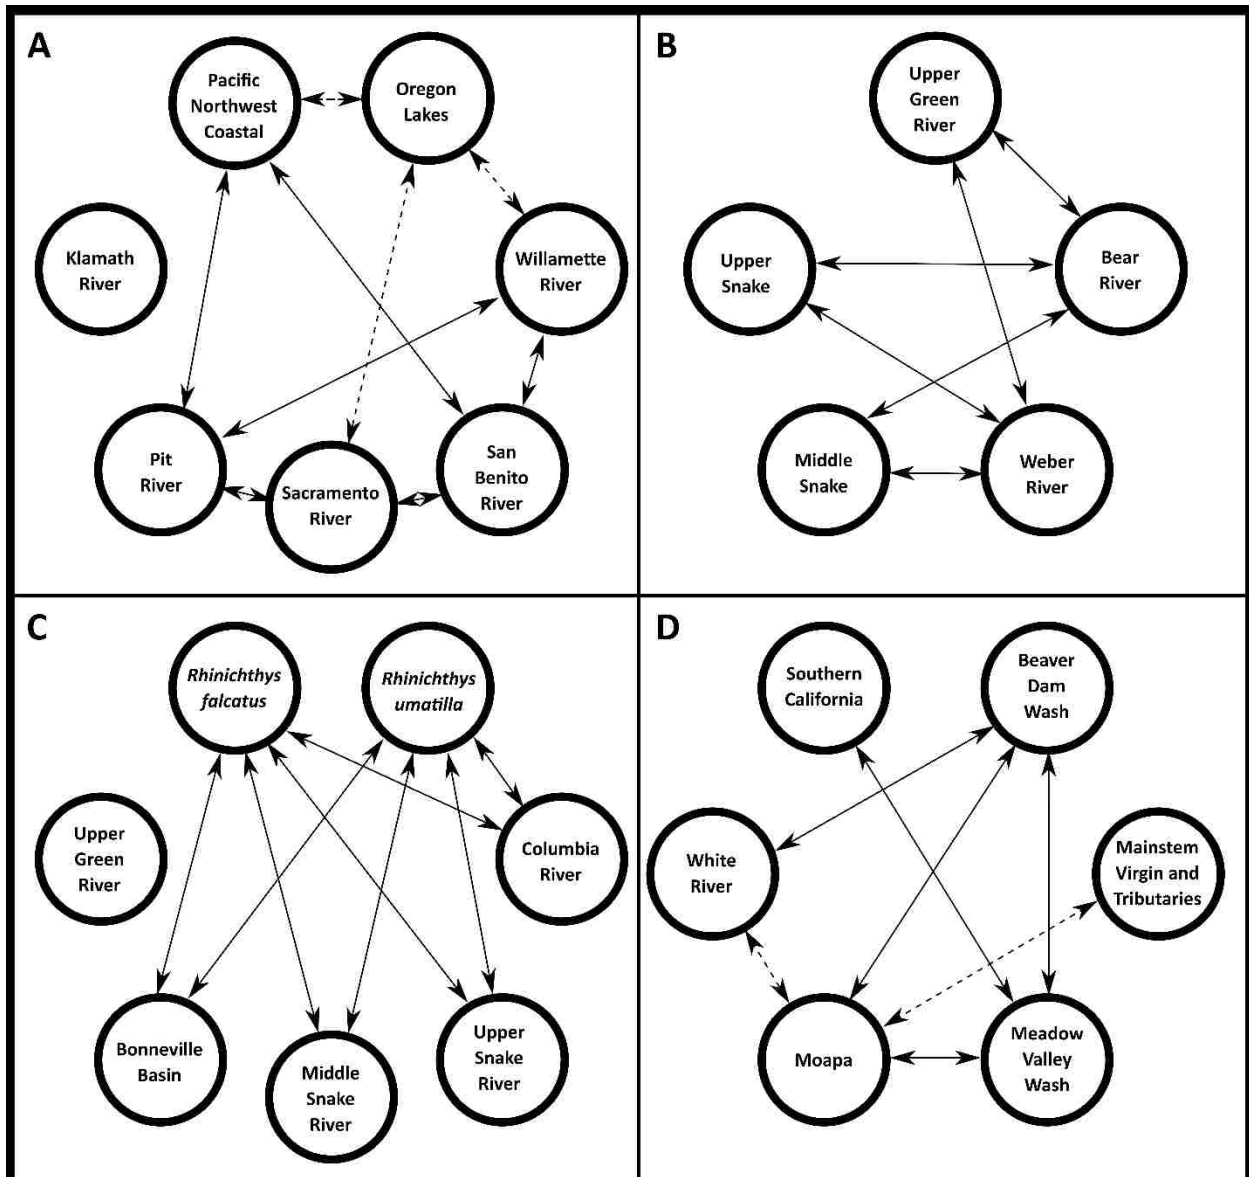 A
Pacific
Northwest
Coastal
Oregon
Lakes
Klamath
River
Willamette
River
Pit
River
Sacramento
River
San
Benito
River
B
Upper
Green
River
Upper
Snake
Bear
River
Middle
Snake
Weber
River
C
Rhinichthys
falcatus
Rhinichthys
umatilla
Upper
Green
River
Columbia
River
Bonneville
Basin
Middle
Snake
River
Upper
Snake
River
D
Southern
California
Beaver
Dam
Wash
White
River
Mainstem
Virgin and
Tributaries
Moapa
Meadow
Valley
Wash